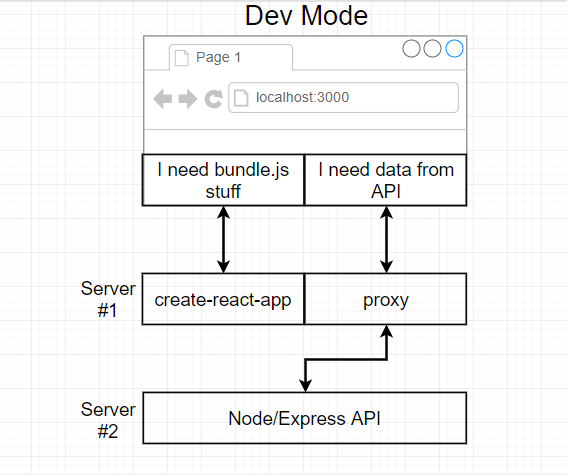 Dev Mode
Page 1
localhost:3000
I need bundle.js
stuff
I need data from
API
Server
#1
create-react-app
proxy
Server
#2
Node/Express API